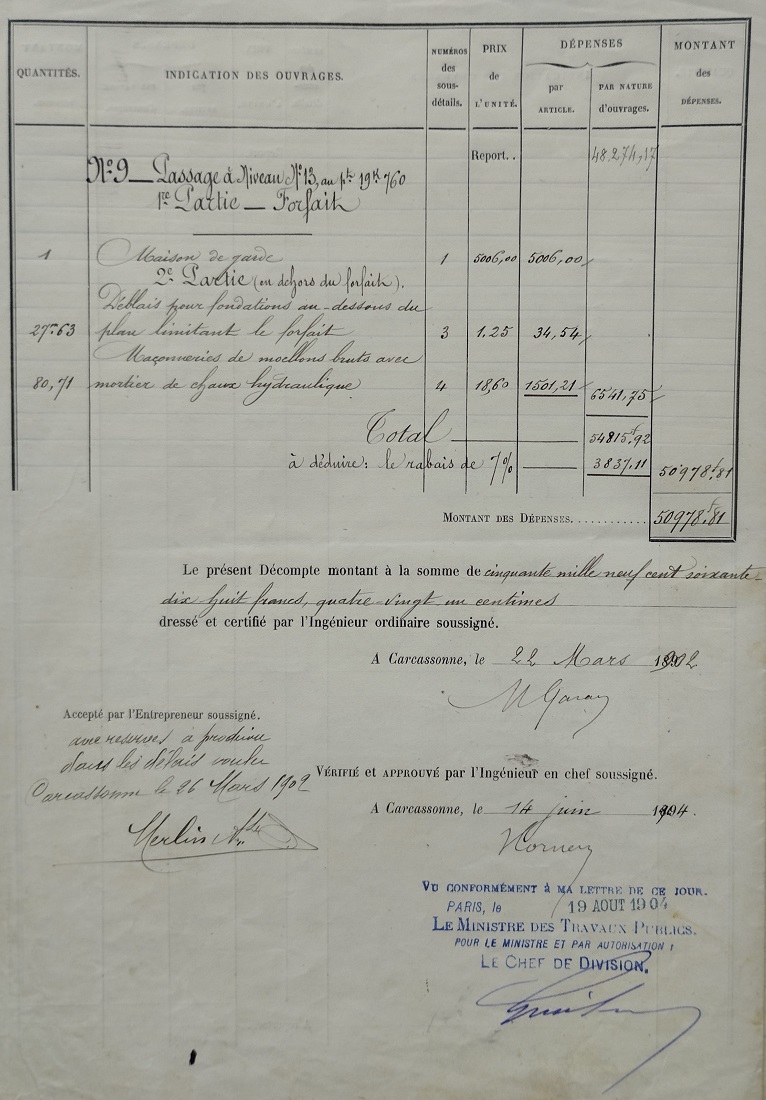 QUANTITÉS.
INDICATION DES OUVRAGES.
NUMÉROS des sous-détails.
PRIX de L'UNITÉ.
DÉPENSES
par ARTICLE.
PAR NATURE d'ouvrages.
MONTANT des DÉPENSES.
Report. . 48.274,17
N° 9 — Passage à Niveau N° 13, au pt 19k 760
1re Partie — Forfait
1 Maison de garde 1 5006,00 5006,00
2e Partie (en dehors du forfait).
Déblais pour fondations au-dessous du
27m63 plan limitant le forfait 3 1.25 34,54
Maçonneries de moellons bruts avec
80,71 mortier de chaux hydraulique 4 18,60 1501,21 6541,75
Total 54815f,92
à déduire: le rabais de 7% 3837.11 50978f,81
MONTANT DES DÉPENSES. . . . . . . . . . . 50978f,81
Le présent Décompte montant à la somme de cinquante mille neuf cent soixante-
dix huit francs, quatre-vingt un centimes
dressé et certifié par l'Ingénieur ordinaire soussigné.
A Carcassonne, le 22 Mars 1902
Accepté par l'Entrepreneur soussigné.
avec reserves à produire
dans les délais voulu
Carcassonne le 26 Mars 1902
Merlin
VÉRIFIÉ et APPROUVÉ par l'Ingénieur en chef soussigné.
A Carcassonne, le 14 juin 1904.
VU CONFORMÉMENT à MA LETTRE DE CE JOUR.
PARIS, le 19 AOUT 1904
LE MINISTRE DES TRAVAUX PUBLICS.
POUR LE MINISTRE ET PAR AUTORISATION :
LE CHEF DE DIVISION.